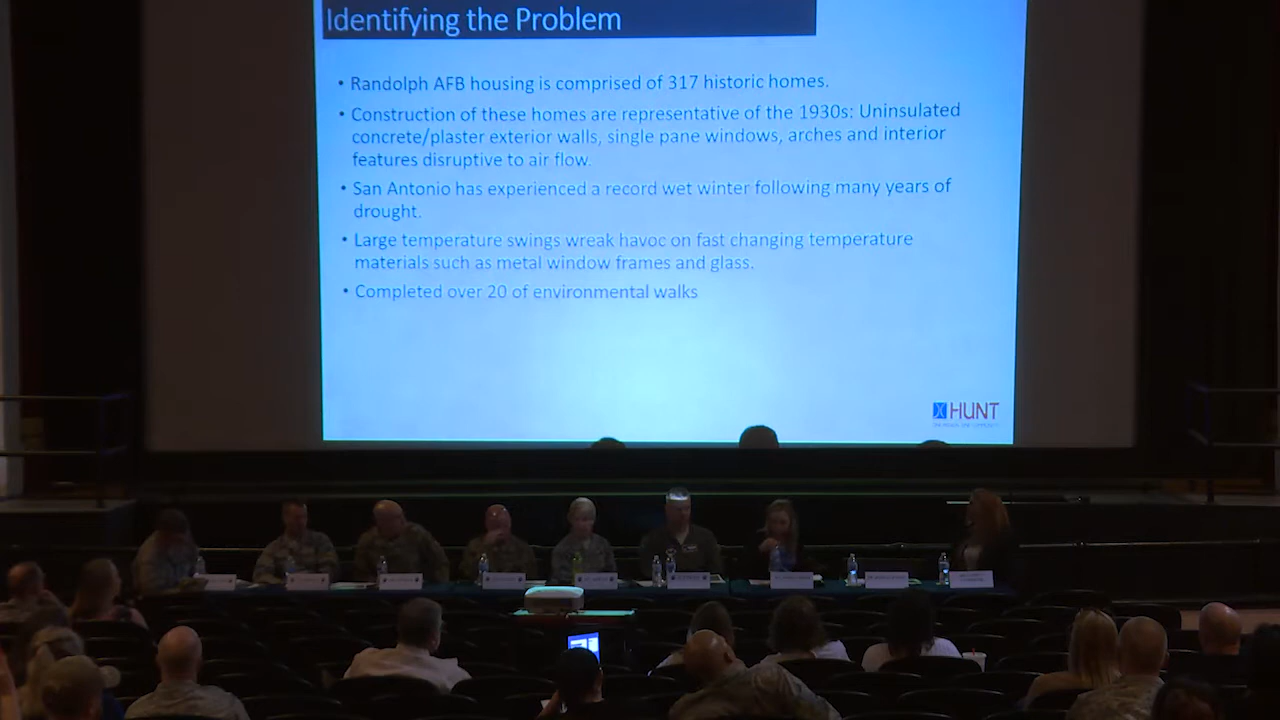 Identifying the Problem
• Randolph AFB housing is comprised of 317 historic homes.
• Construction of these homes are representative of the 1930s: Uninsulated
concrete/plaster exterior walls, single pane windows, arches and interior
features disruptive to air flow.
• San Antonio has experienced a record wet winter following many years of
drought.
• Large temperature swings wreak havoc on fast changing temperature
materials such as metal window frames and glass.
• Completed over 20 of environmental walks
HUNT